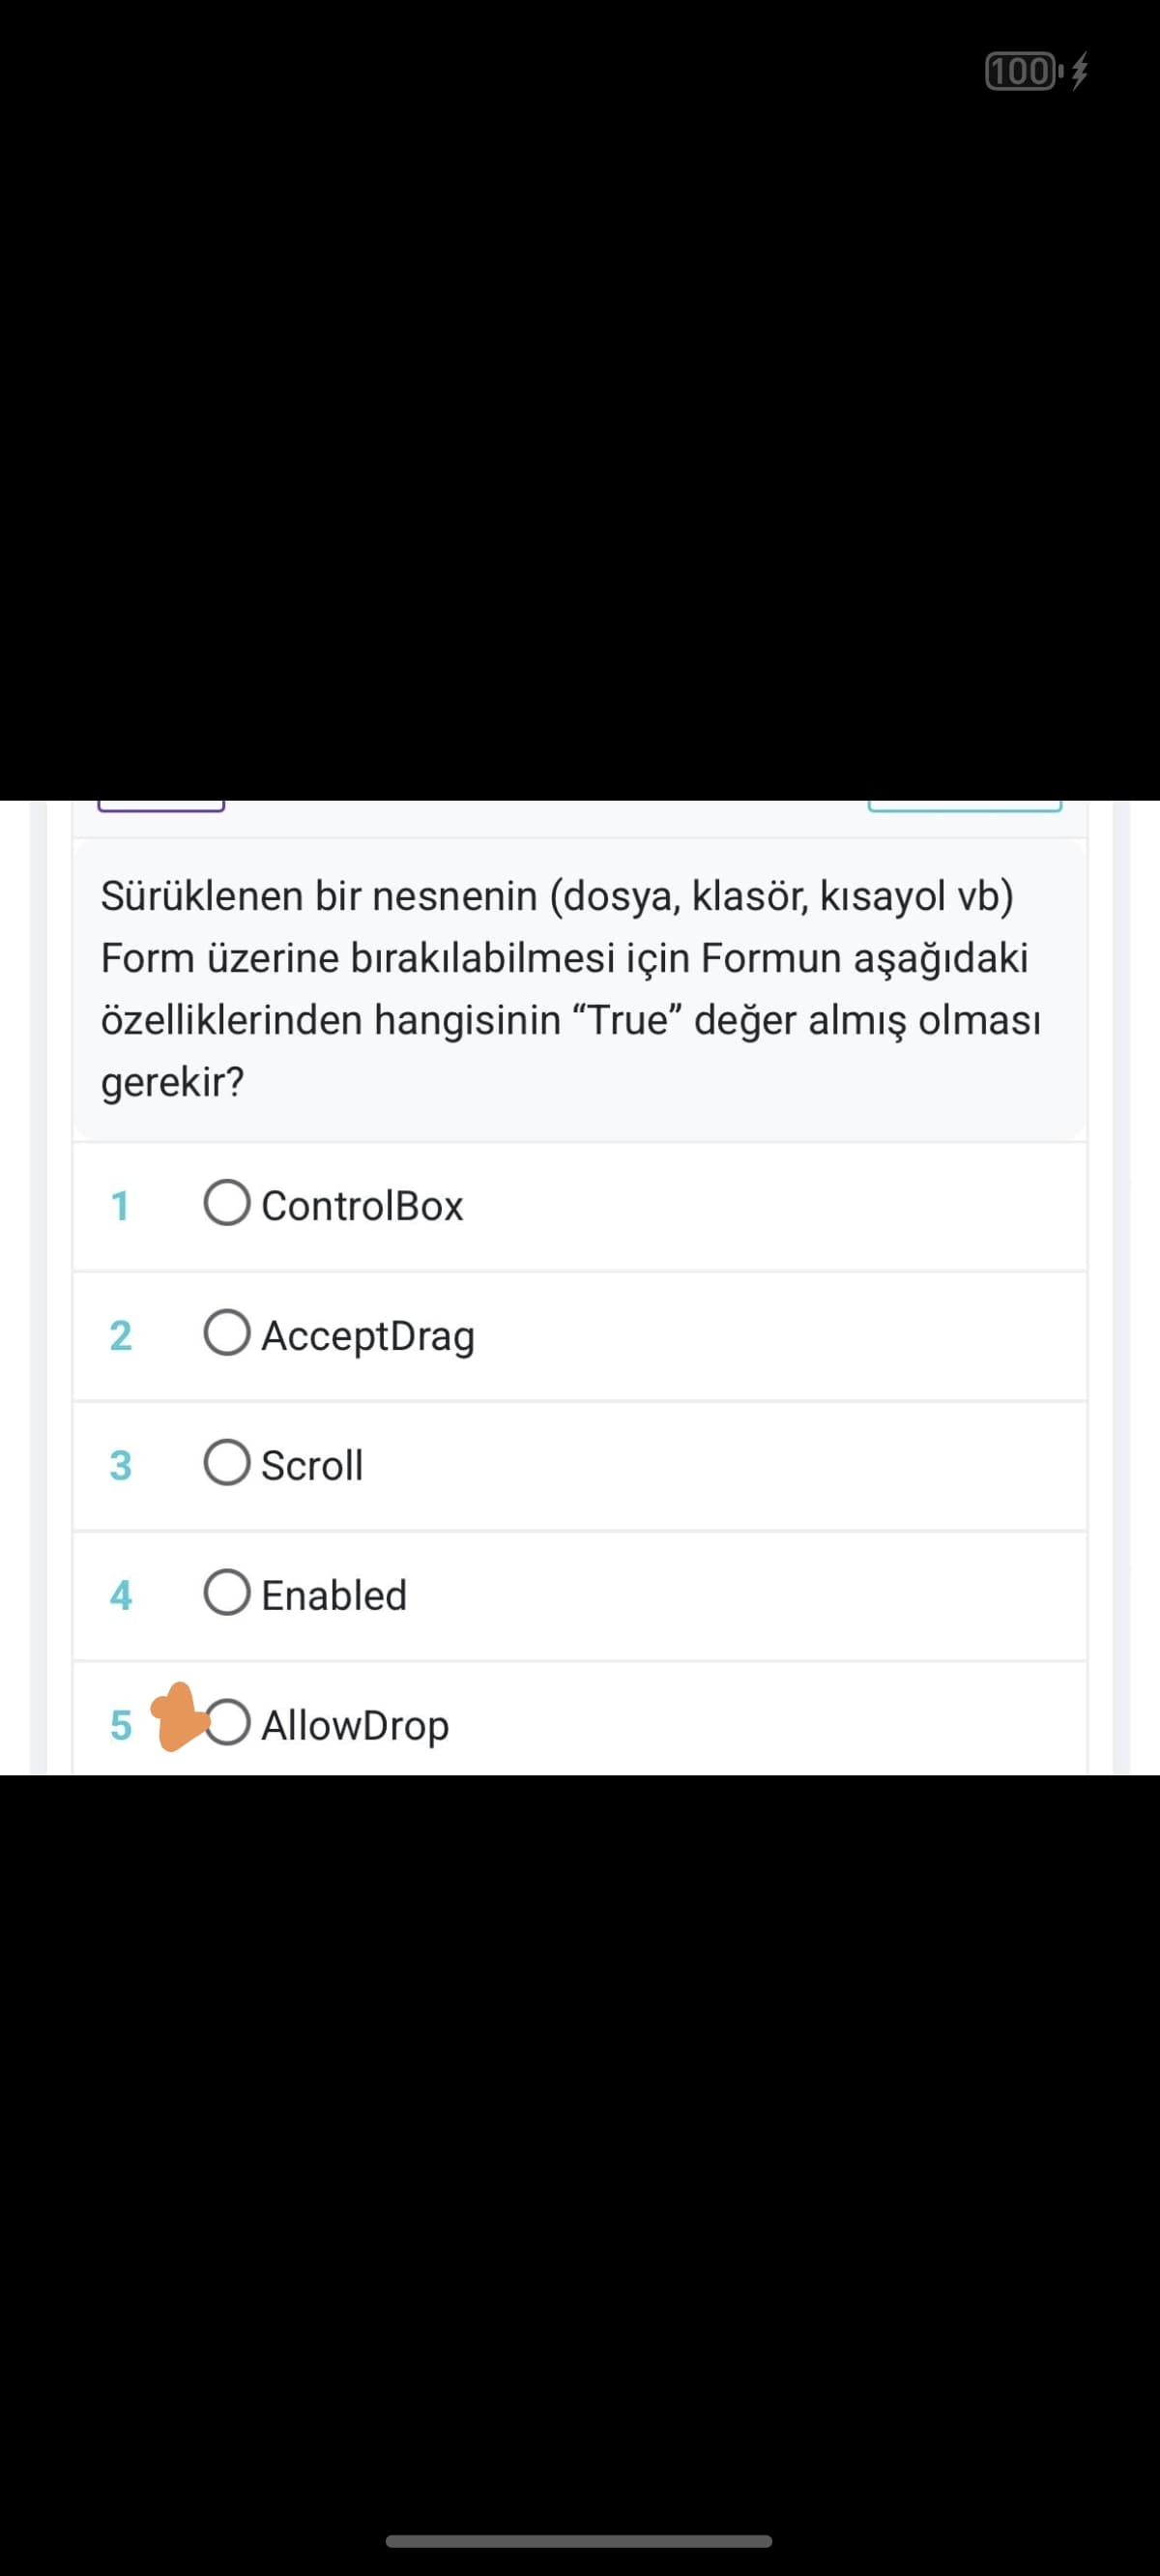 100
Sürüklenen bir nesnenin (dosya, klasör, kısayol vb)
Form üzerine bırakılabilmesi için Formun aşağıdaki
özelliklerinden hangisinin “True” değer almış olması
gerekir?
1 ControlBox
2 AcceptDrag
3 Scroll
4 Enabled
5 AllowDrop